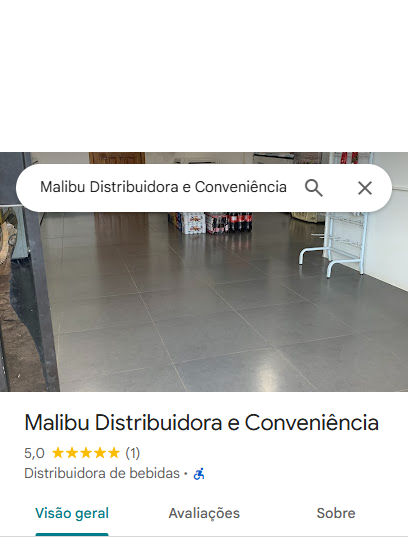 Malibu Distribuidora e Conveniência
Malibu Distribuidora e Conveniência
5,0 ★★★★★ (1)
Distribuidora de bebidas ·
Visão geral Avaliações Sobre